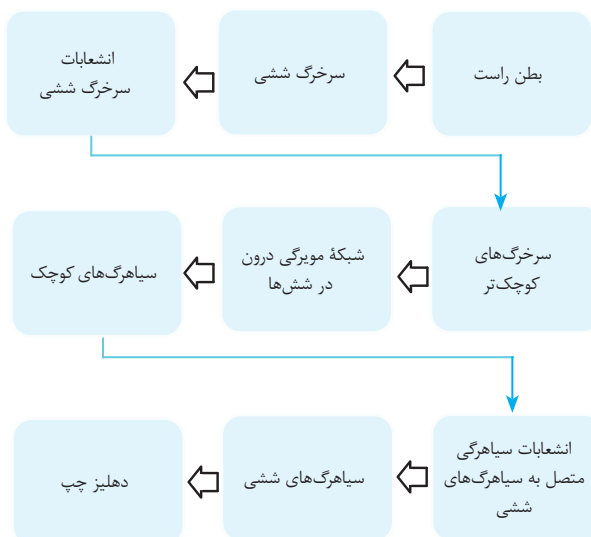 بطن راست
سرخرگ ششی
انشعابات
سرخرگ ششی
سرخرگ‌های
کوچک‌تر
شبکهٔ مویرگی درون
در شش‌ها
سیاهرگ‌های کوچک
انشعابات سیاهرگی
متصل به سیاهرگ‌های
ششی
سیاهرگ‌های ششی
دهلیز چپ